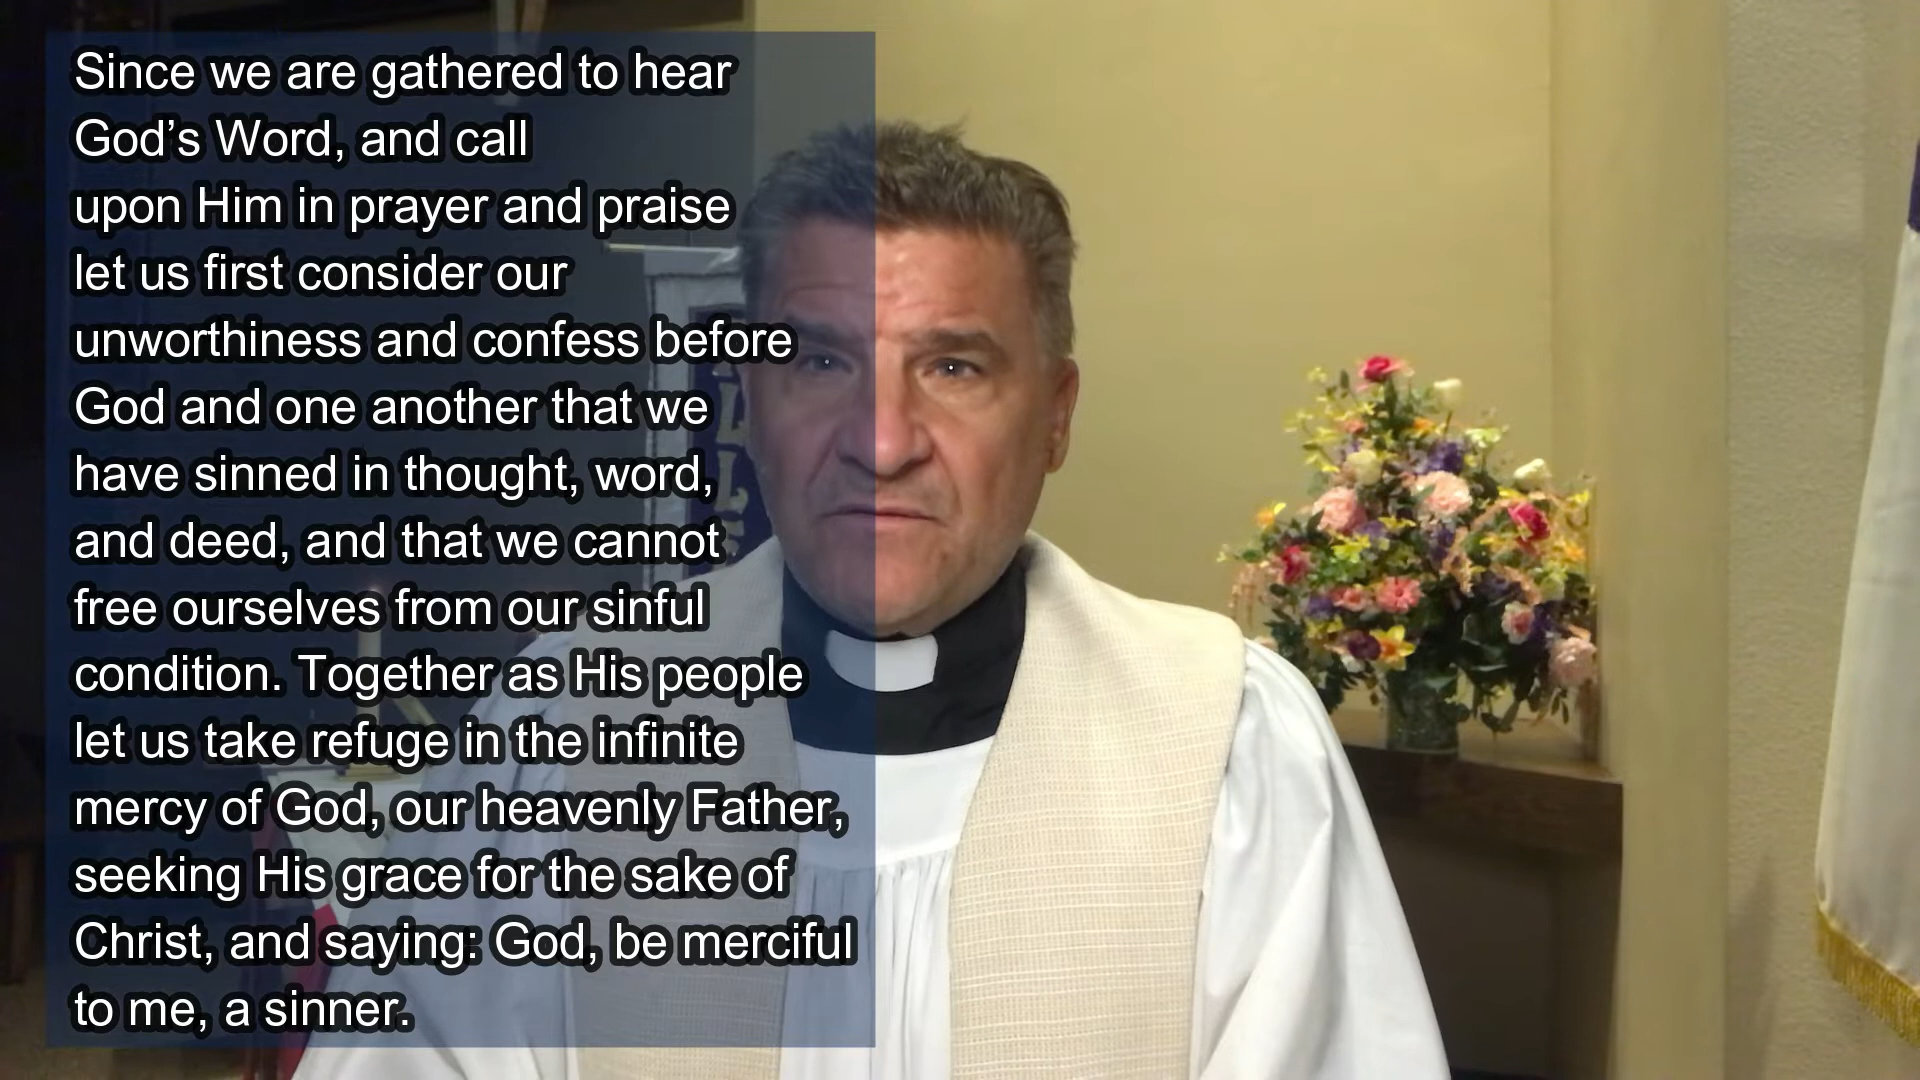 Since we are gathered to hear
God’s Word, and call
upon Him in prayer and praise
let us first consider our
unworthiness and confess before
God and one another that we
have sinned in thought, word,
and deed, and that we cannot
free ourselves from our sinful
condition. Together as His people
let us take refuge in the infinite
mercy of God, our heavenly Father,
seeking His grace for the sake of
Christ, and saying: God, be merciful
to me, a sinner.